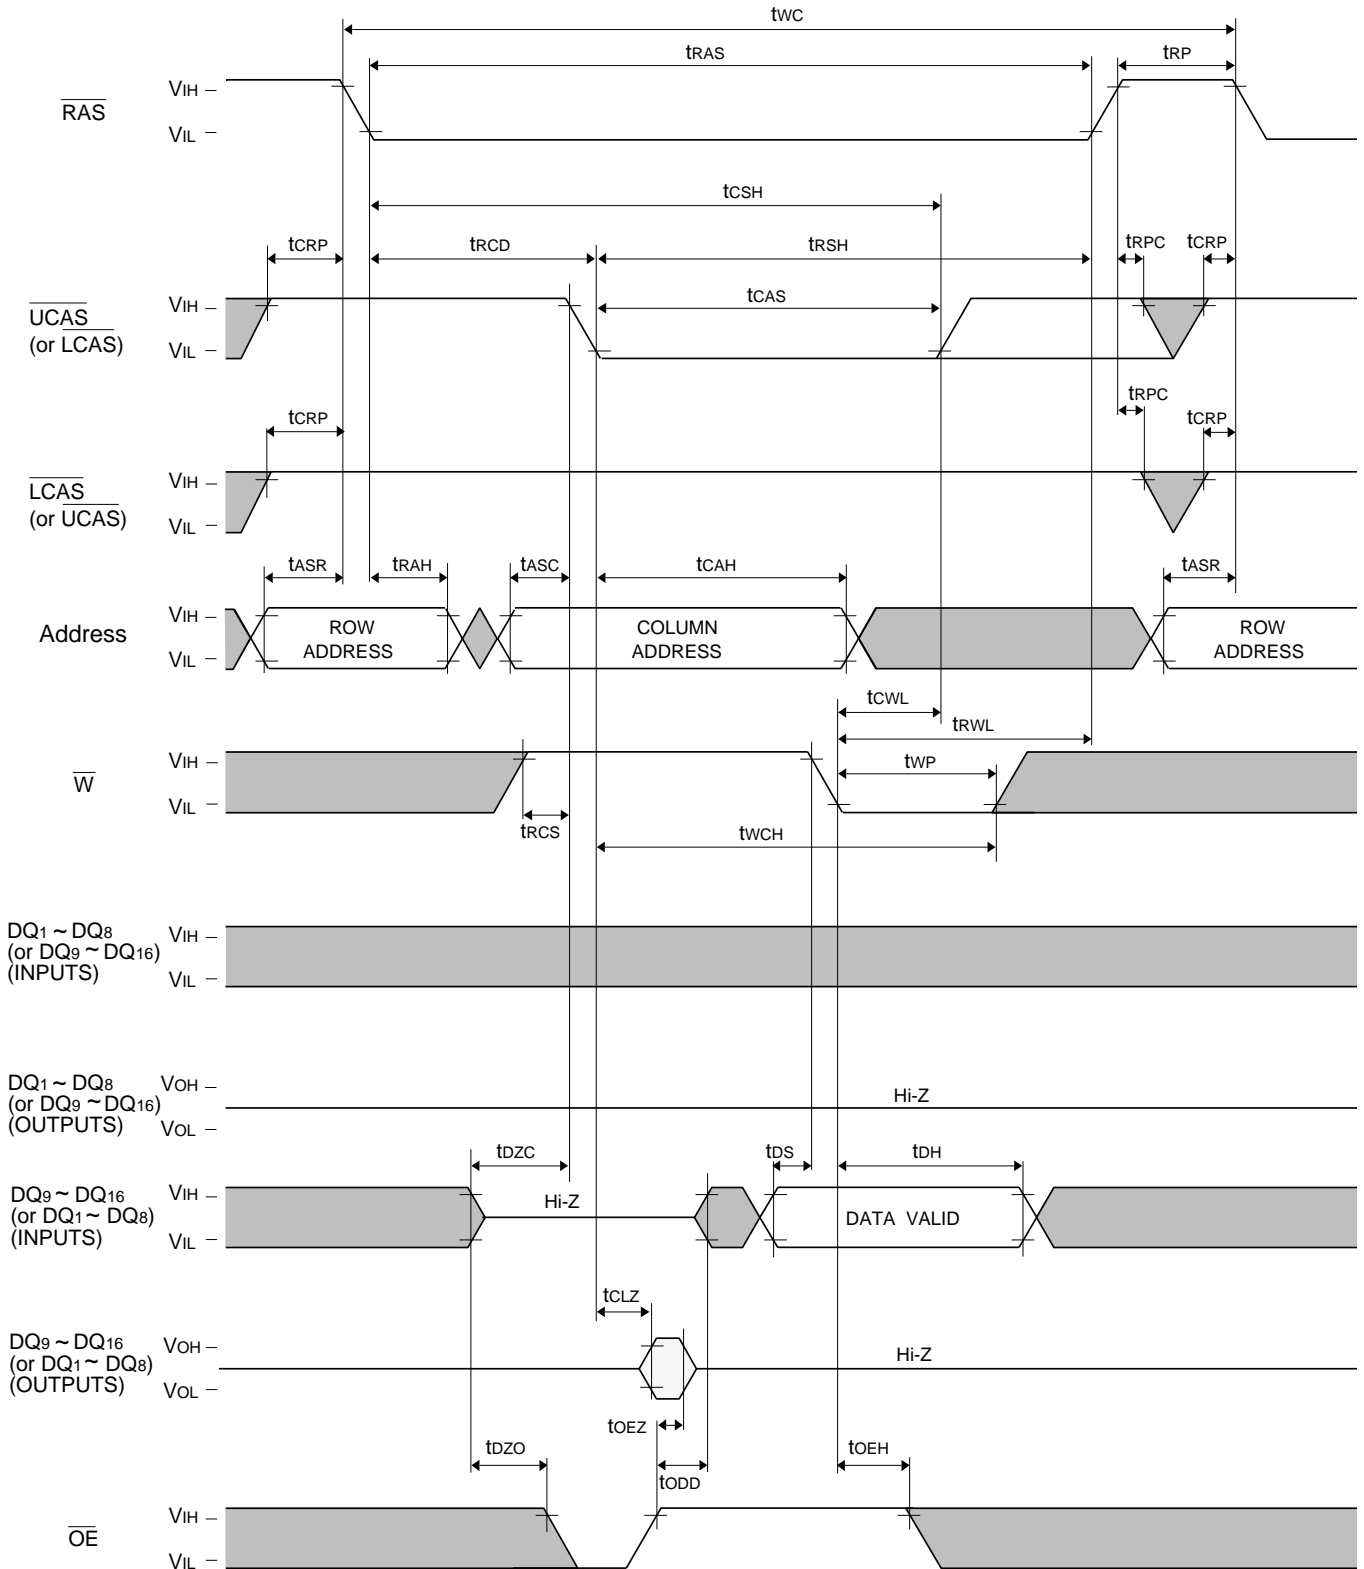 tWC
tRAS
tRP
RAS
VIH
VIL
tCSH
tCRP
tRCD
tRSH
tRPC
tCRP
UCAS
(or LCAS)
VIH
VIL
tCAS
tCRP
tRPC
tCRP
LCAS
(or UCAS)
VIH
VIL
tASR
tRAH
tASC
tCAH
tASR
Address
VIH
VIL
ROW
ADDRESS
COLUMN
ADDRESS
ROW
ADDRESS
tCWL
tRWL
W
VIH
VIL
tWP
tRCS
tWCH
DQ1 ~ DQ8
(or DQ9 ~ DQ16)
(INPUTS)
VIH
VIL
DQ1 ~ DQ8
(or DQ9 ~ DQ16)
(OUTPUTS)
VOH
VOL
Hi-Z
tDZC
tDS
tDH
DQ9 ~ DQ16
(or DQ1 ~ DQ8)
(INPUTS)
VIH
VIL
Hi-Z
DATA VALID
tCLZ
DQ9 ~ DQ16
(or DQ1 ~ DQ8)
(OUTPUTS)
VOH
VOL
Hi-Z
tOEZ
tDZO
tODD
tOEH
OE
VIH
VIL